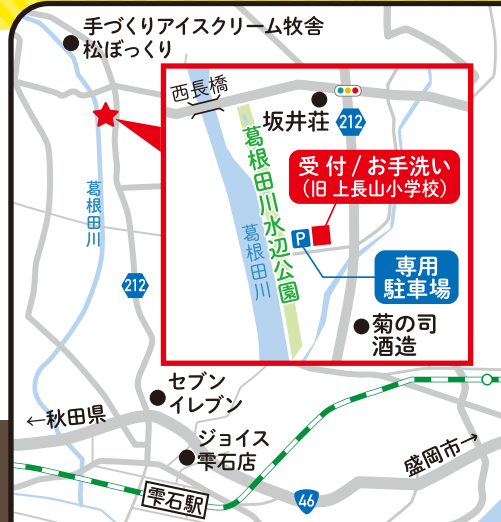 手づくりアイスクリーム牧舎
松ぼっくり
西長橋
坂井荘
212
受付/お手洗い
(旧 上長山小学校)
葛根田川水辺公園
葛根田川
葛根田川
P
専用
駐車場
212
菊の司
酒造
セブン
イレブン
←秋田県
ジョイス
雫石店
盛岡市→
雫石駅
46